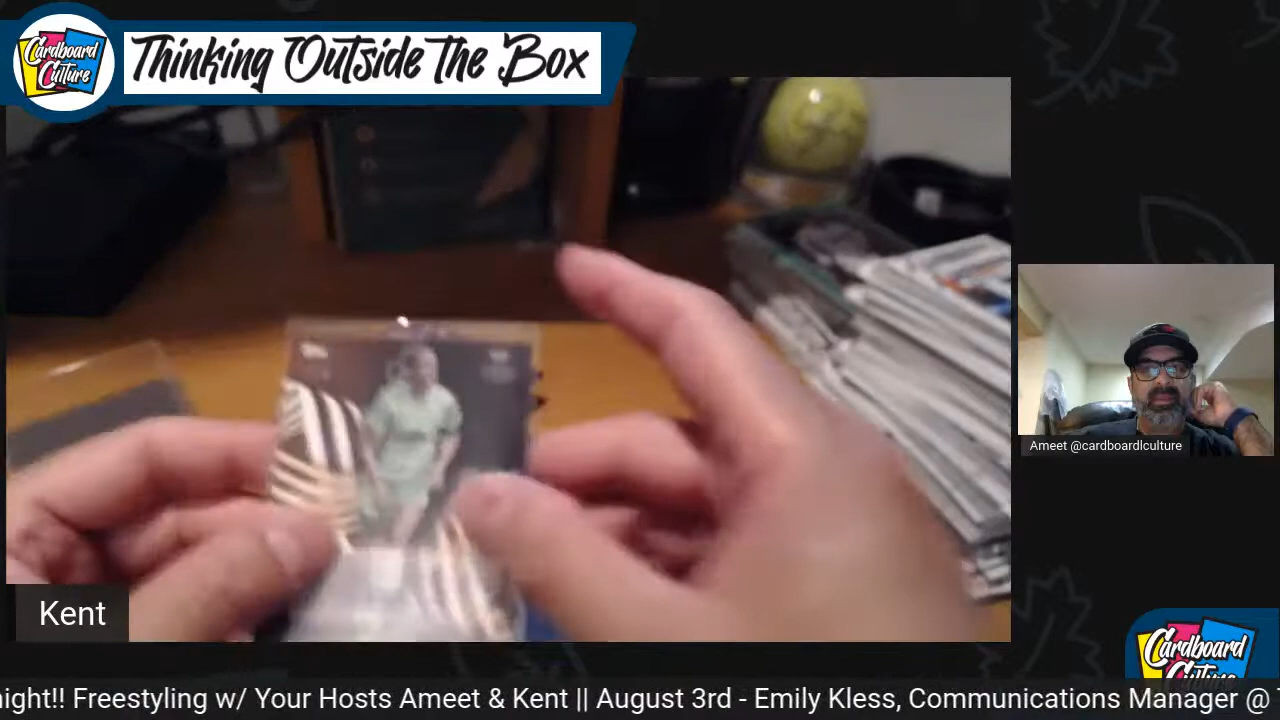 Cardboard
Culture
Thinking Outside The Box
Ameet @cardboardlculture
Kent
Cardboard
Culture
night!! Freestyling w/ Your Hosts Ameet & Kent || August 3rd - Emily Kless, Communications Manager @